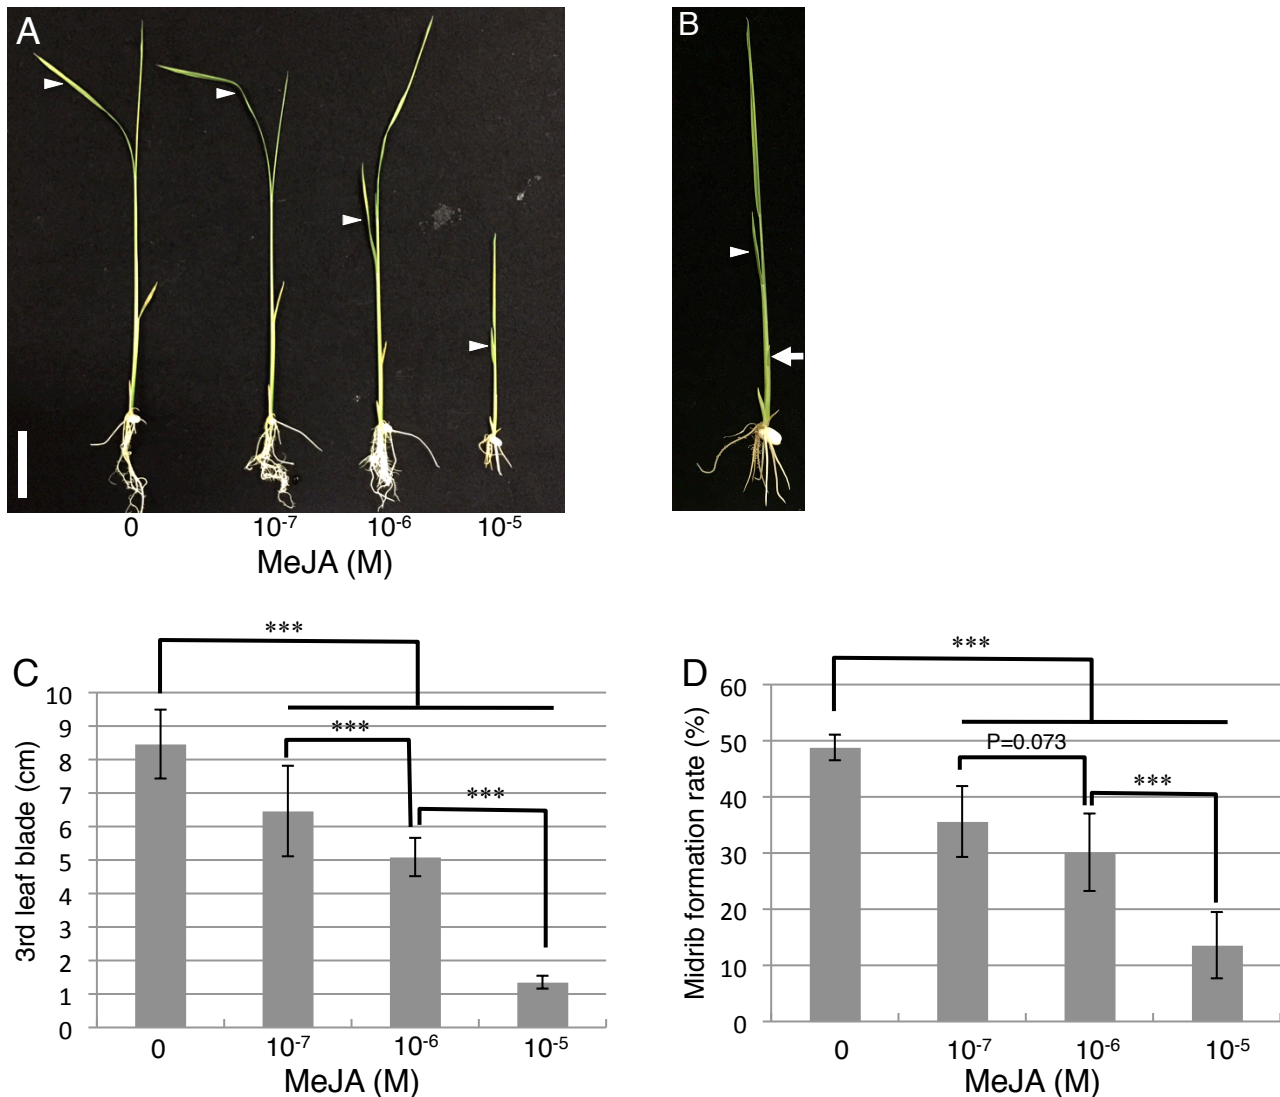 A
B
0 10⁻⁷ 10⁻⁶ 10⁻⁵
MeJA (M)
C
***
***
***
3rd leaf blade (cm)
10
9
8
7
6
5
4
3
2
1
0
0 10⁻⁷ 10⁻⁶ 10⁻⁵
MeJA (M)
D
***
P=0.073
***
Midrib formation rate (%)
60
50
40
30
20
10
0
0 10⁻⁷ 10⁻⁶ 10⁻⁵
MeJA (M)